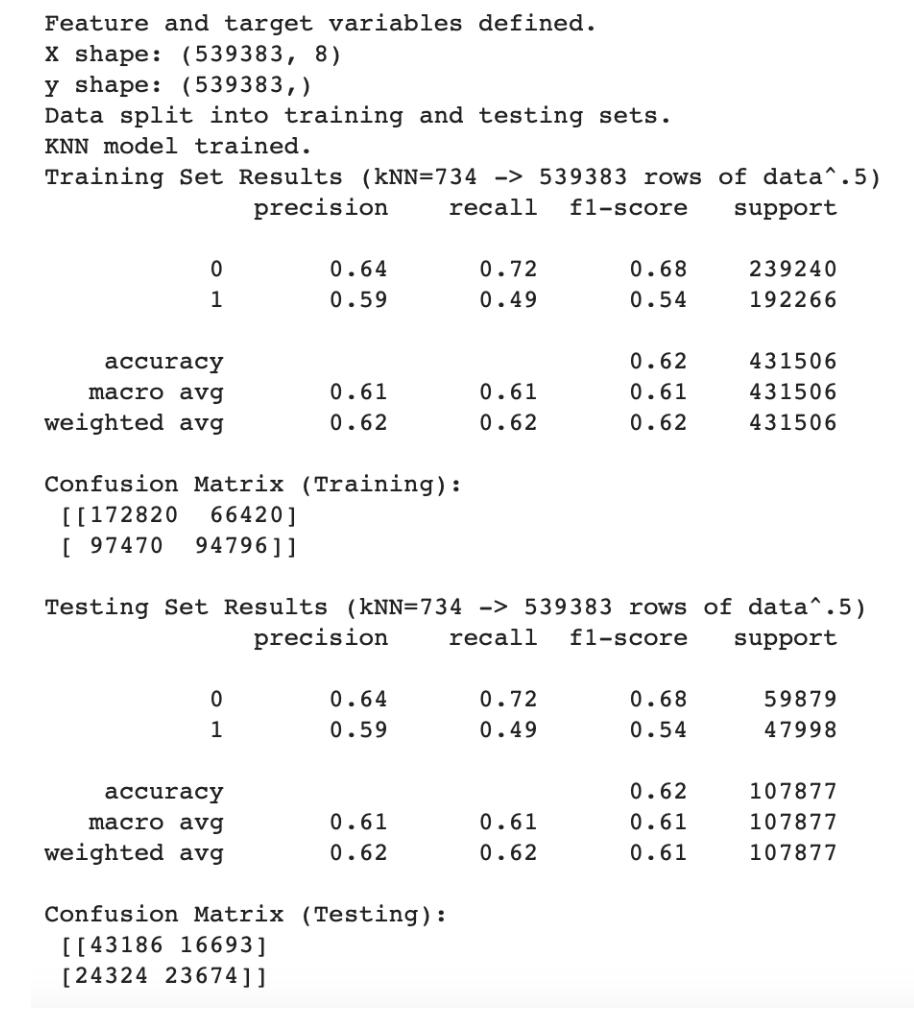 Feature and target variables defined.
X shape: (539383, 8)
y shape: (539383,)
Data split into training and testing sets.
KNN model trained.
Training Set Results (kNN=734 -> 539383 rows of data^.5)
precision recall f1-score support
0 0.64 0.72 0.68 239240
1 0.59 0.49 0.54 192266
accuracy 0.62 431506
macro avg 0.61 0.61 0.61 431506
weighted avg 0.62 0.62 0.62 431506
Confusion Matrix (Training):
[[172820 66420]
[ 97470 94796]]
Testing Set Results (kNN=734 -> 539383 rows of data^.5)
precision recall f1-score support
0 0.64 0.72 0.68 59879
1 0.59 0.49 0.54 47998
accuracy 0.62 107877
macro avg 0.61 0.61 0.61 107877
weighted avg 0.62 0.62 0.61 107877
Confusion Matrix (Testing):
[[43186 16693]
[24324 23674]]